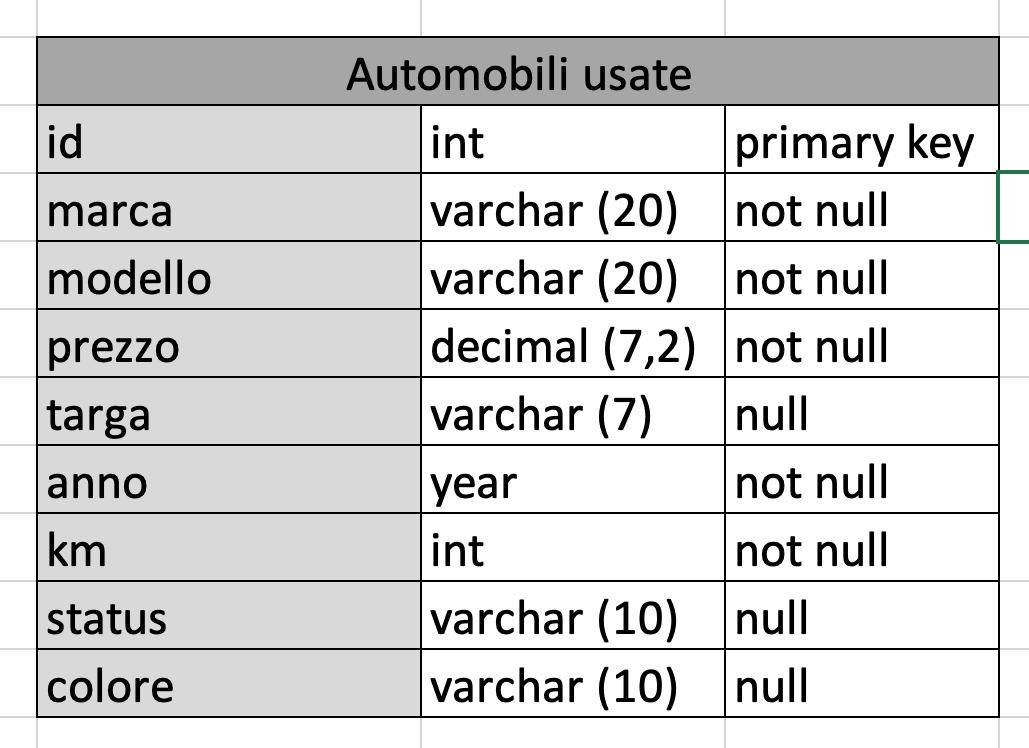 Automobili usate
id int primary key
marca varchar (20) not null
modello varchar (20) not null
prezzo decimal (7,2) not null
targa varchar (7) null
anno year not null
km int not null
status varchar (10) null
colore varchar (10) null